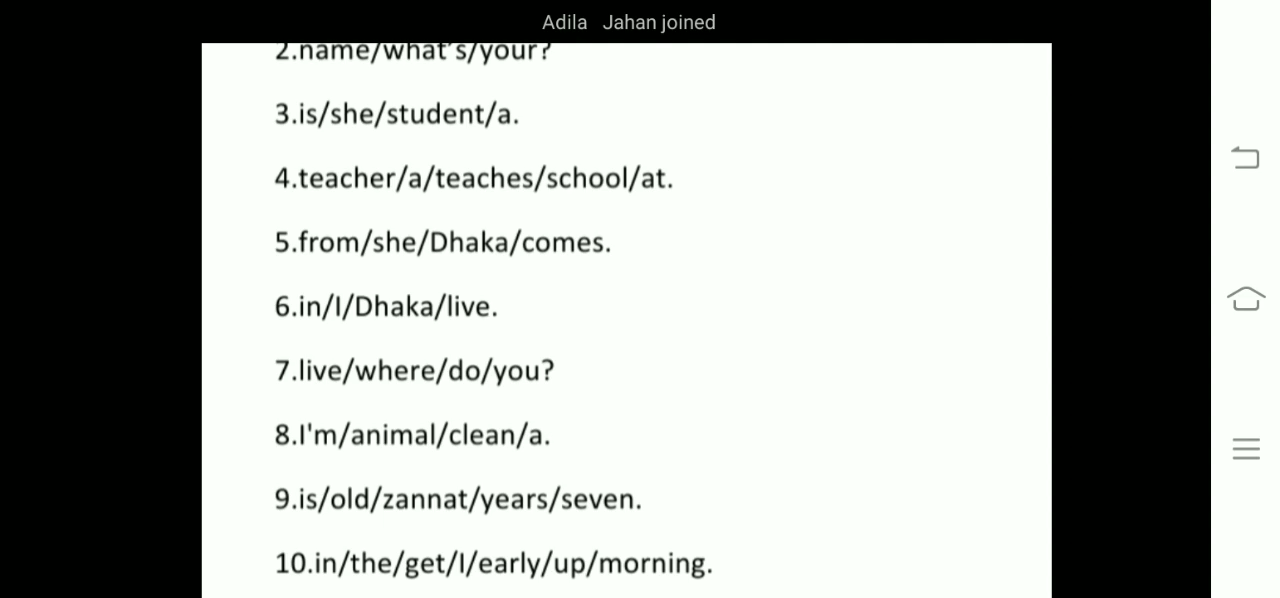 Adila Jahan joined
2.name/what's/your?
3.is/she/student/a.
4.teacher/a/teaches/school/at.
5.from/she/Dhaka/comes.
6.in/I/Dhaka/live.
7.live/where/do/you?
8.I'm/animal/clean/a.
9.is/old/zannat/years/seven.
10.in/the/get/I/early/up/morning.